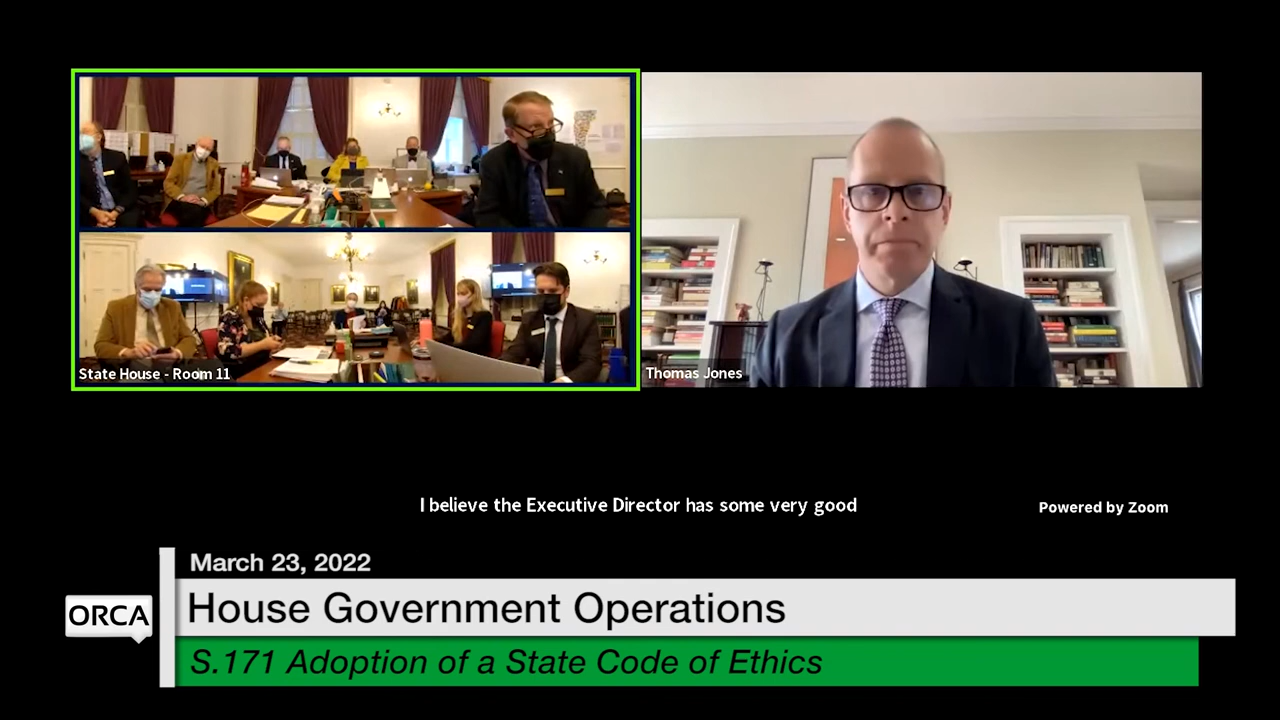 State House - Room 11
Thomas Jones
I believe the Executive Director has some very good
Powered by Zoom
March 23, 2022
ORCA
House Government Operations
S.171 Adoption of a State Code of Ethics